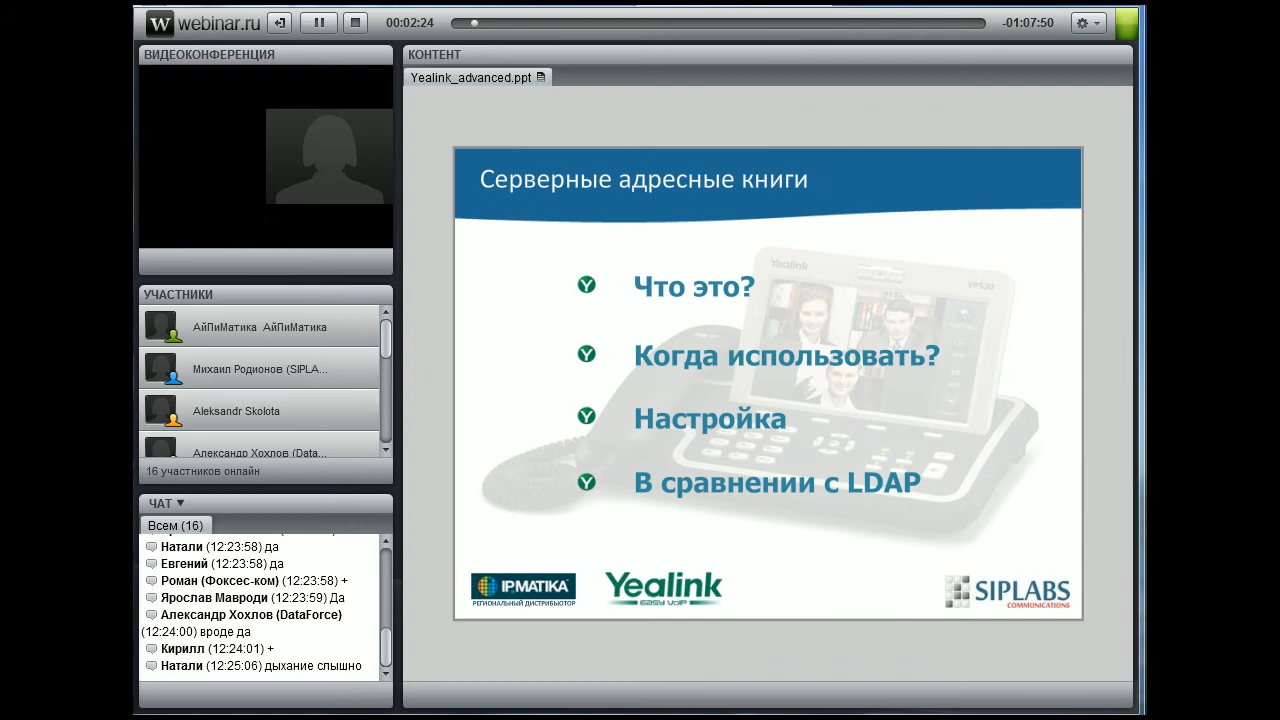 W webinar.ru
00:02:24
-01:07:50
ВИДЕОКОНФЕРЕНЦИЯ
УЧАСТНИКИ
АйПиМатика АйПиМатика
Михаил Родионов (SIPLA...
Aleksandr Skolota
Александр Хохлов (Data...
16 участников онлайн
ЧАТ
Всем (16)
Натали (12:23:58) да
Евгений (12:23:58) да
Роман (Фоксес-ком) (12:23:58) +
Ярослав Мавроди (12:23:59) Да
Александр Хохлов (DataForce)
(12:24:00) вроде да
Кирилл (12:24:01) +
Натали (12:25:06) дыхание слышно
КОНТЕНТ
Yealink_advanced.ppt
Серверные адресные книги
Yealink
VP530
Что это?
Когда использовать?
Настройка
В сравнении с LDAP
IPMATIKA
РЕГИОНАЛЬНЫЙ ДИСТРИБЬЮТОР
Yealink
EASY VoIP
SIPLABS
COMMUNICATIONS